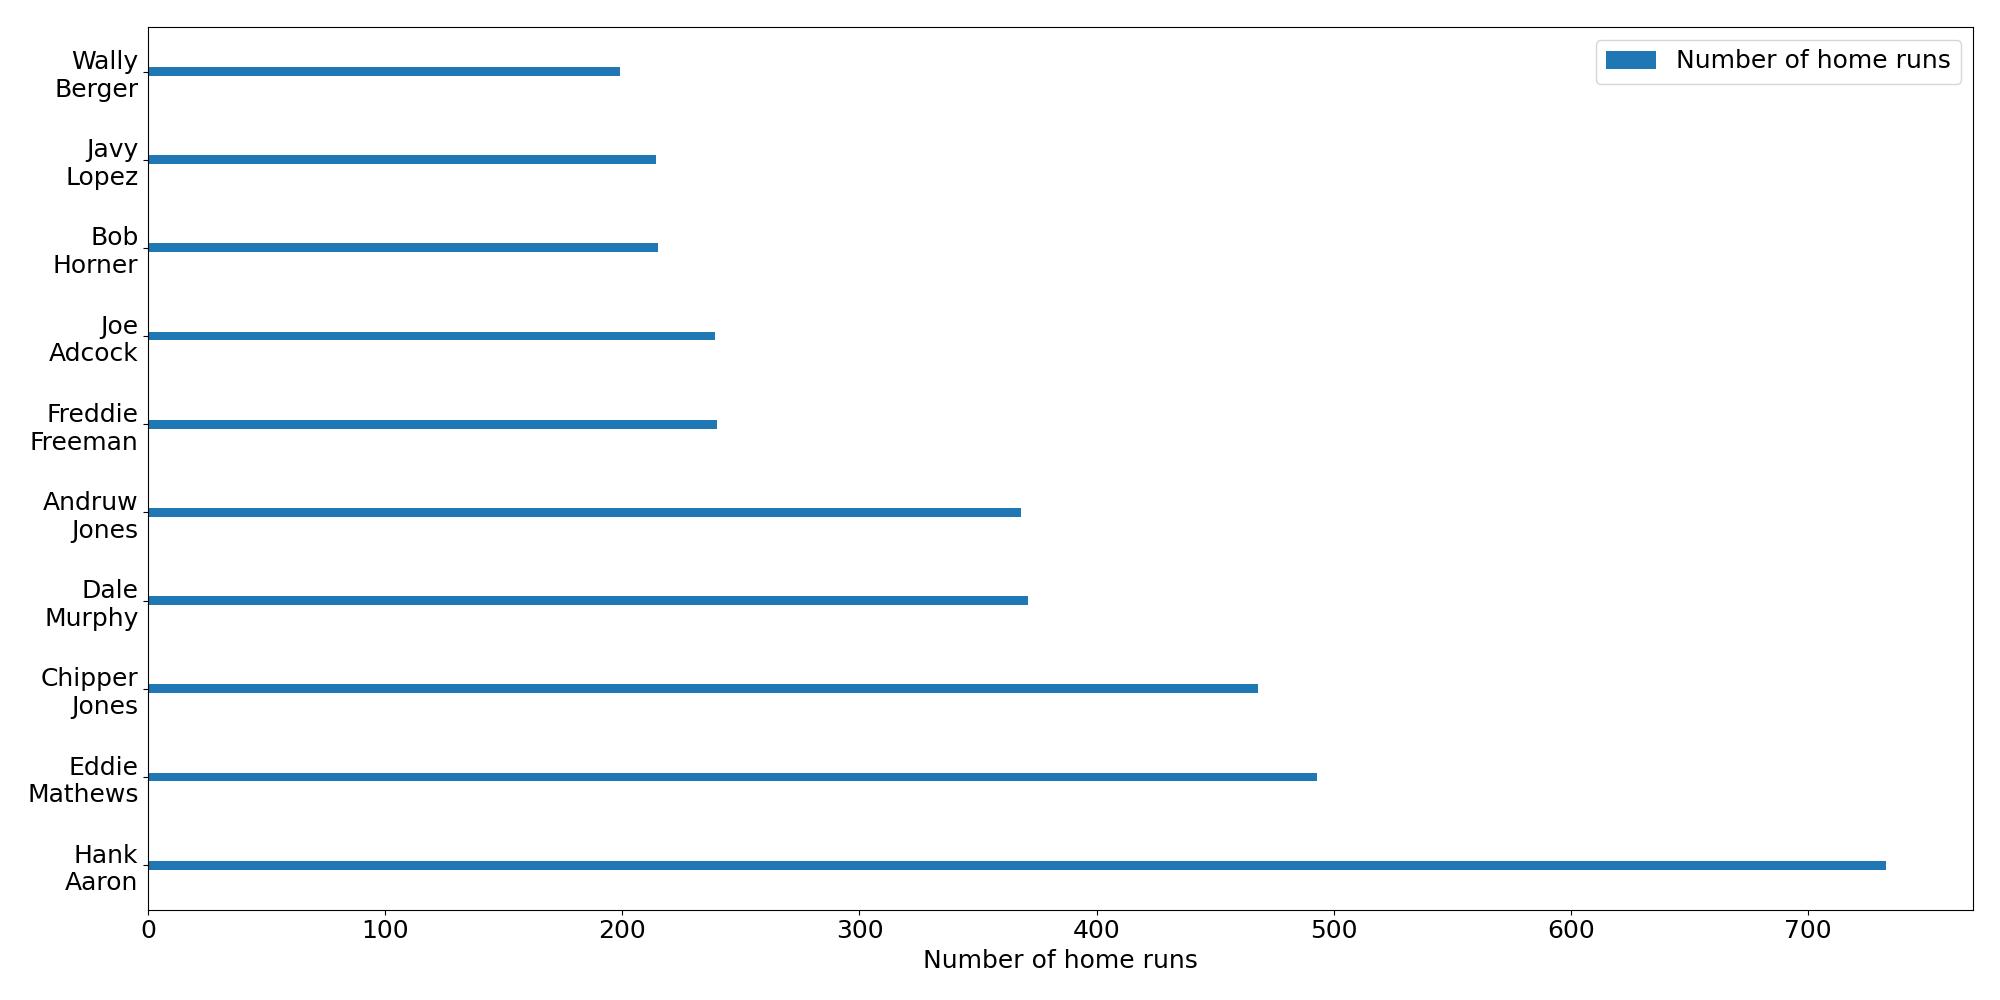 Wally
Berger
Javy
Lopez
Bob
Horner
Joe
Adcock
Freddie
Freeman
Andruw
Jones
Dale
Murphy
Chipper
Jones
Eddie
Mathews
Hank
Aaron
Number of home runs
0 100 200 300 400 500 600 700
Number of home runs